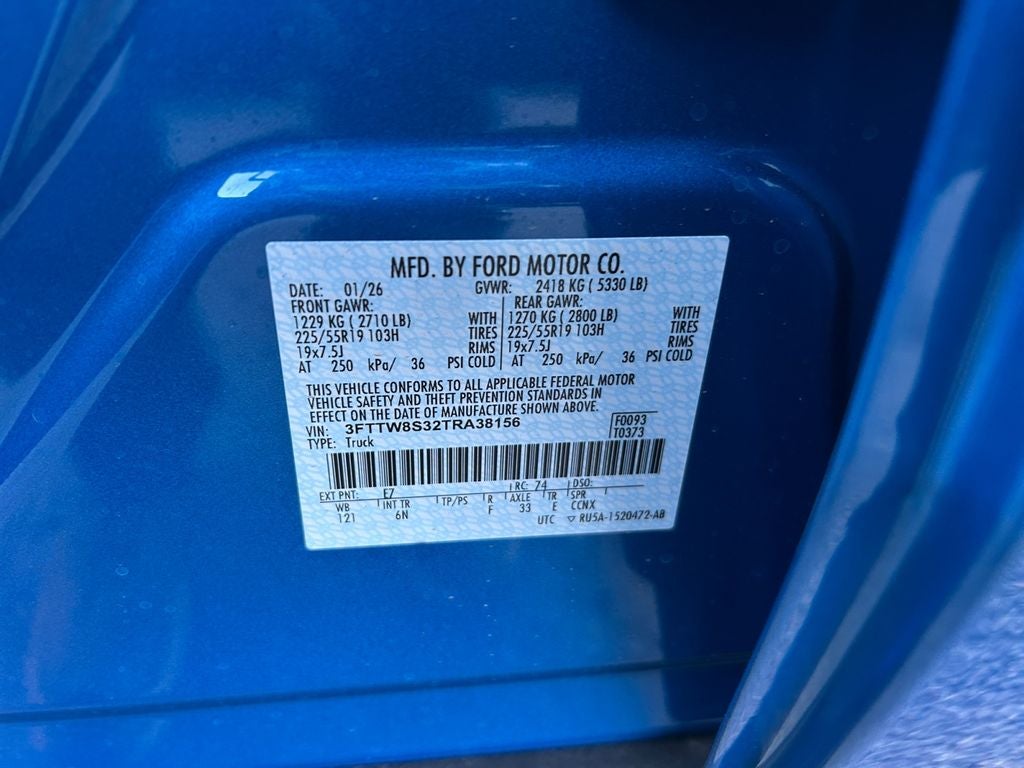 MFD. BY FORD MOTOR CO.
DATE: 01/26 GVWR: 2418 KG ( 5330 LB)
FRONT GAWR: REAR GAWR:
1229 KG ( 2710 LB) WITH 1270 KG ( 2800 LB) WITH
225/55R19 103H TIRES 225/55R19 103H TIRES
19x7.5J RIMS 19x7.5J RIMS
AT 250 kPa/ 36 PSI COLD AT 250 kPa/ 36 PSI COLD
THIS VEHICLE CONFORMS TO ALL APPLICABLE FEDERAL MOTOR
VEHICLE SAFETY AND THEFT PREVENTION STANDARDS IN
EFFECT ON THE DATE OF MANUFACTURE SHOWN ABOVE.
VIN: 3FTTW8S32TRA38156 F0093
TYPE: Truck T0373
EXT PNT: E7 RC: 74 DSO:
WB INT TR TP/PS R AXLE TR SPR
121 6N F 33 E CCNX
UTC ▽ RU5A-1520472-AB